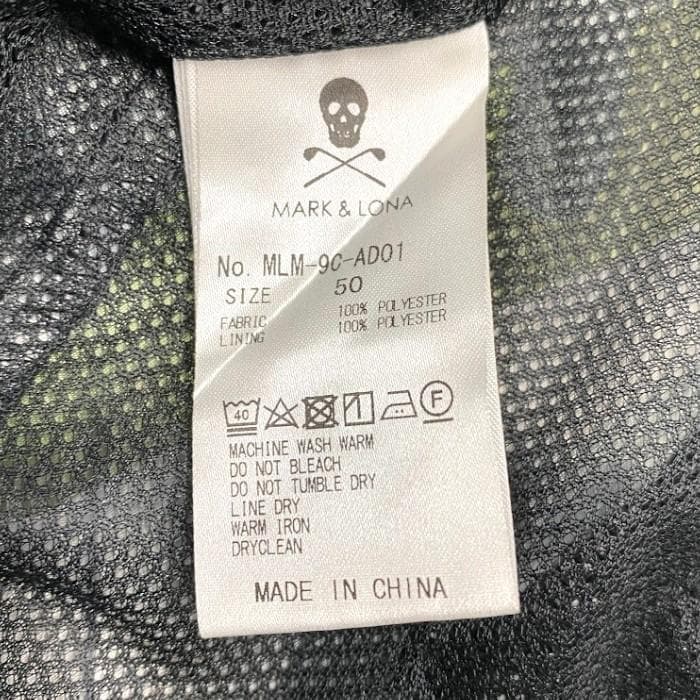 MARK & LONA
No. MLM-9C-AD01
SIZE 50
FABRIC 100% POLYESTER
LINING 100% POLYESTER
40 F
MACHINE WASH WARM
DO NOT BLEACH
DO NOT TUMBLE DRY
LINE DRY
WARM IRON
DRYCLEAN
MADE IN CHINA